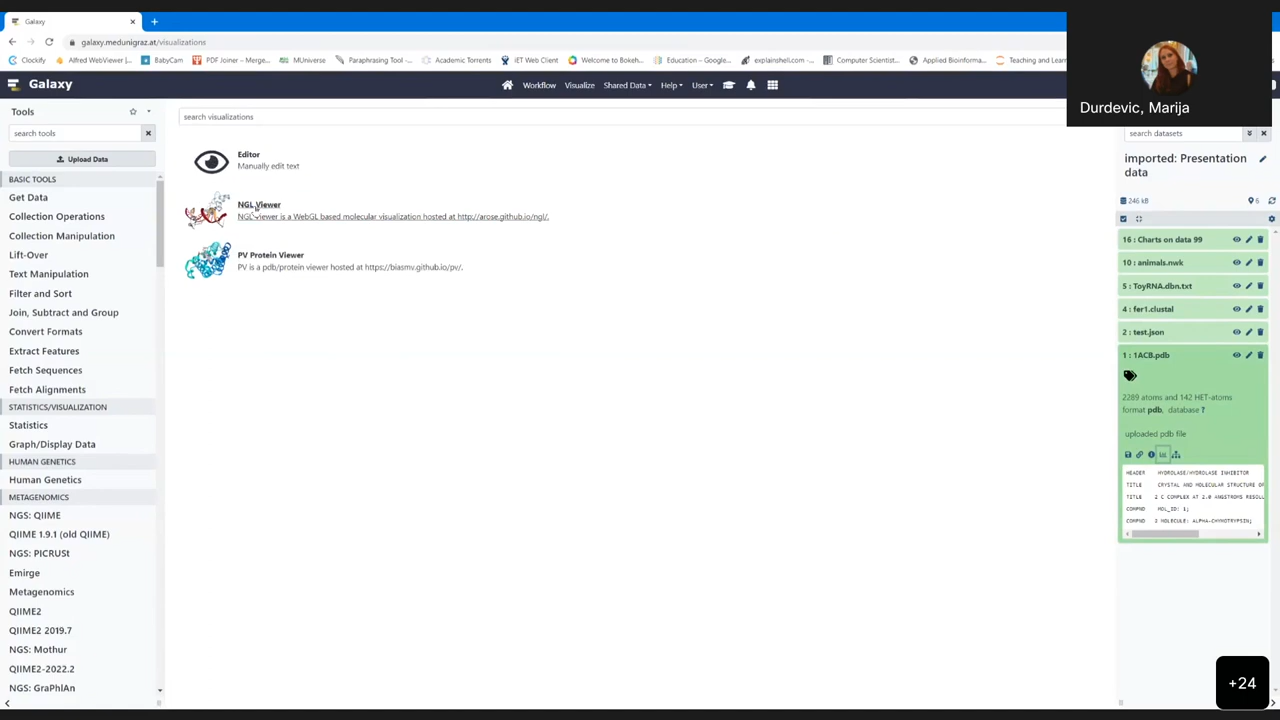 Galaxy
galaxy.medunigraz.at/visualizations
Clockify
Alfred WebViewer |...
BabyCam
PDF Joiner – Merge...
MUniverse
Paraphrasing Tool -...
Academic Torrents
iET Web Client
Welcome to Bokeh...
Education – Google...
explainshell.com - ...
Computer Scientist...
Applied Bioinforma...
Teaching and Learn
Durdevic, Marija
Galaxy
Workflow
Visualize
Shared Data
Help
User
Tools
search tools
Upload Data
BASIC TOOLS
Get Data
Collection Operations
Collection Manipulation
Lift-Over
Text Manipulation
Filter and Sort
Join, Subtract and Group
Convert Formats
Extract Features
Fetch Sequences
Fetch Alignments
STATISTICS/VISUALIZATION
Statistics
Graph/Display Data
HUMAN GENETICS
Human Genetics
METAGENOMICS
NGS: QIIME
QIIME 1.9.1 (old QIIME)
NGS: PICRUSt
Emirge
Metagenomics
QIIME2
QIIME2 2019.7
NGS: Mothur
QIIME2-2022.2
NGS: GraPhlAn
search visualizations
Editor
Manually edit text
NGL Viewer
NGL Viewer is a WebGL based molecular visualization hosted at http://arose.github.io/ngl/.
PV Protein Viewer
PV is a pdb/protein viewer hosted at https://biasmv.github.io/pv/.
search datasets
imported: Presentation
data
246 kB
6
16 : Charts on data 99
10 : animals.nwk
5 : ToyRNA.dbn.txt
4 : fer1.clustal
2 : test.json
1 : 1ACB.pdb
2289 atoms and 142 HET-atoms
format pdb, database ?
uploaded pdb file
HEADER HYDROLASE/HYDROLASE INHIBITOR
TITLE CRYSTAL AND MOLECULAR STRUCTURE OF
TITLE 2 C COMPLEX AT 2.0 ANGSTROMS RESOLU
COMPND MOL_ID: 1;
COMPND 2 MOLECULE: ALPHA-CHYMOTRYPSIN;
+24